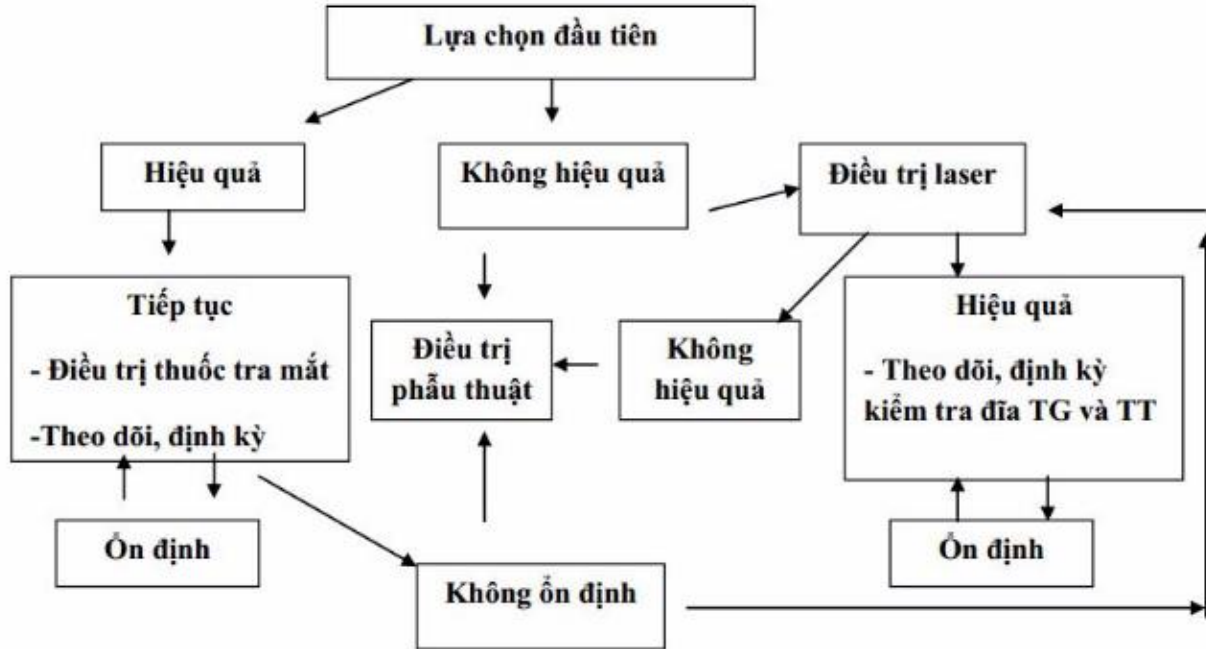 Lựa chọn đầu tiên
Hiệu quả
Không hiệu quả
Điều trị laser
Tiếp tục
- Điều trị thuốc tra mắt
-Theo dõi, định kỳ
Điều trị
phẫu thuật
Không
hiệu quả
Hiệu quả
- Theo dõi, định kỳ
kiểm tra đĩa TG và TT
Ổn định
Ổn định
Không ổn định